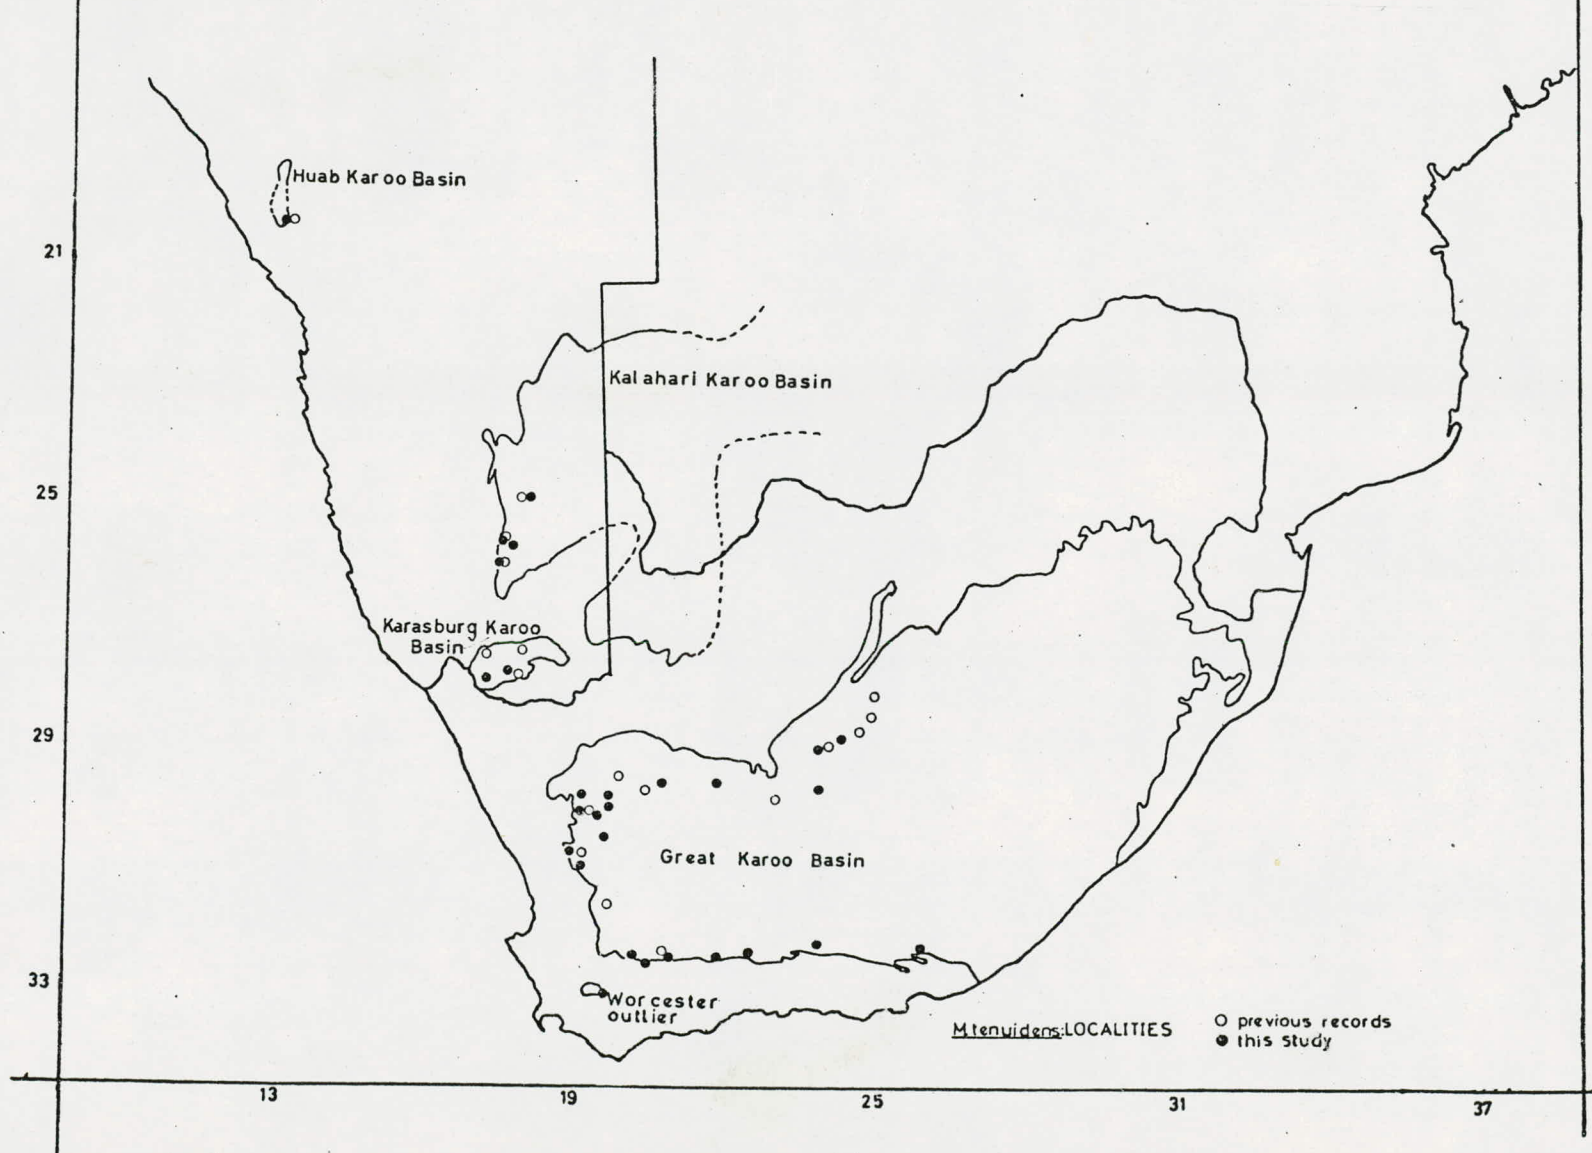 Huab Karoo Basin
21
Kalahari Karoo Basin
25
Karasburg Karoo
Basin
29
Great Karoo Basin
33
Worcester
outlier
M.tenuidens:LOCALITIES
previous records
this study
13 19 25 31 37